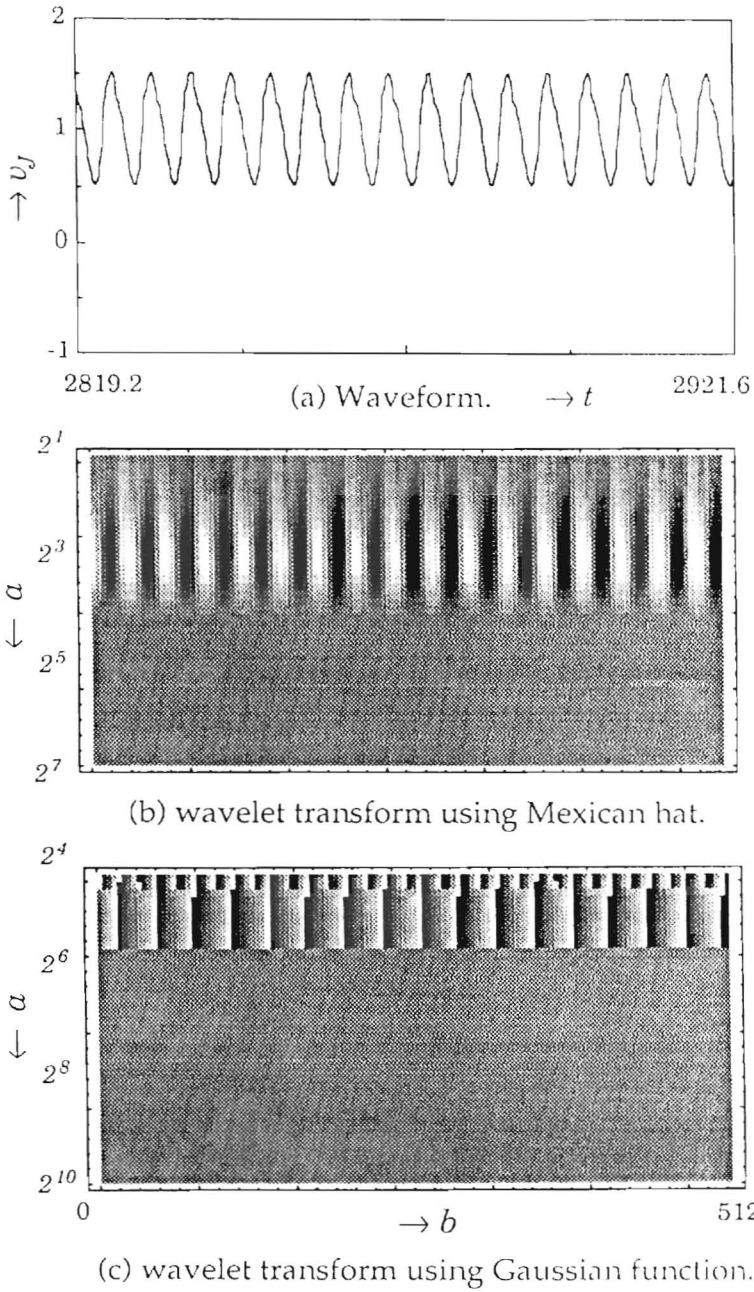 2
1
0
-1
→ v_J
2819.2
2921.6
(a) Waveform. → t
2^1
2^3
2^5
2^7
← a
(b) wavelet transform using Mexican hat.
2^4
2^6
2^8
2^10
← a
0
→ b
512
(c) wavelet transform using Gaussian function.